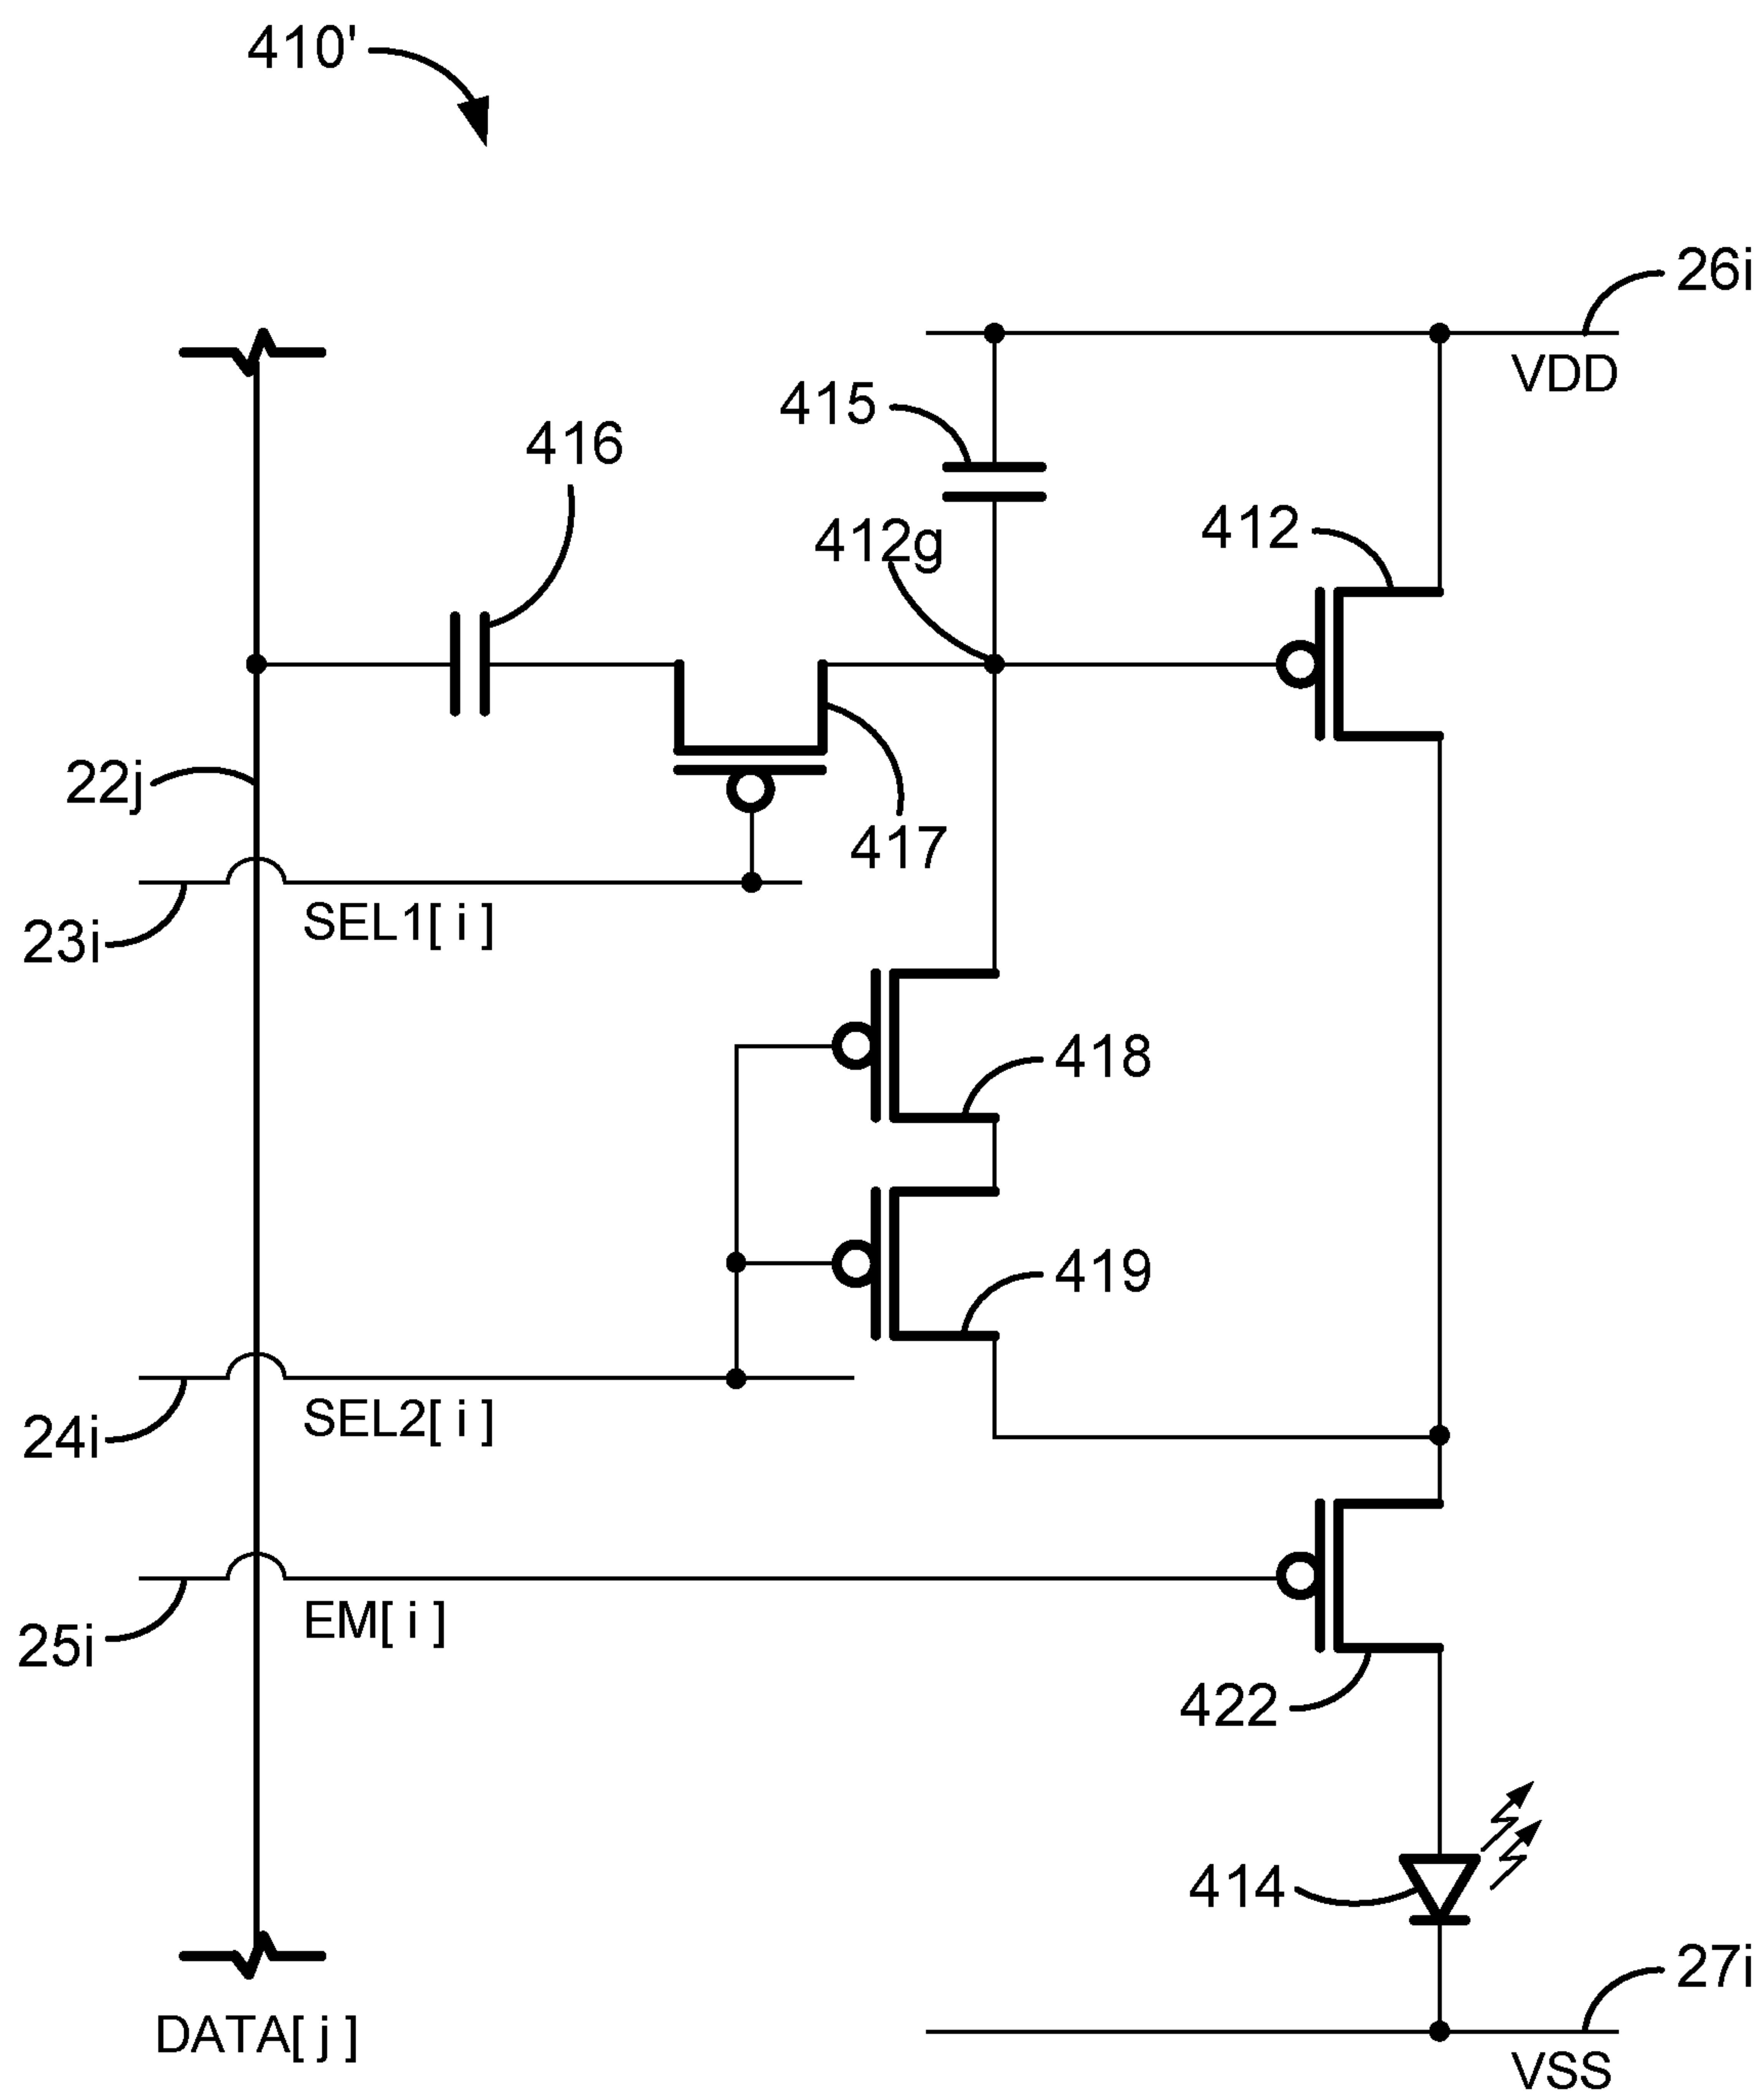 410'
26i
VDD
415
416
412g
412
22j
417
23i
SEL1[ i ]
418
419
24i
SEL2[ i ]
25i
EM[ i ]
422
414
27i
DATA[ j ]
VSS